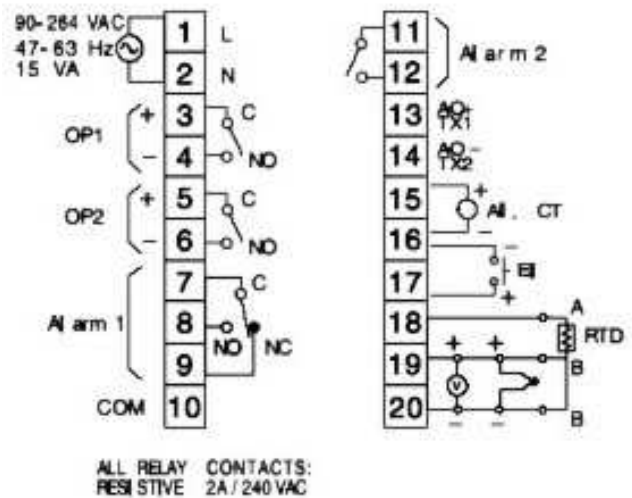 90-264 VAC
47-63 Hz
15 VA
1 L
2 N
OP1 + 3 C
- 4 NO
OP2 + 5 C
- 6 NO
Alarm 1
7 C
8 NO NC
9
COM 10
11
12
Alarm 2
13 AO+
TX1
14 AO-
TX2
15 +
AI. CT
16 - -
17 +
18 A
RTD
19 + + B
V
20 - - B
ALL RELAY CONTACTS:
RESISTIVE 2A / 240 VAC